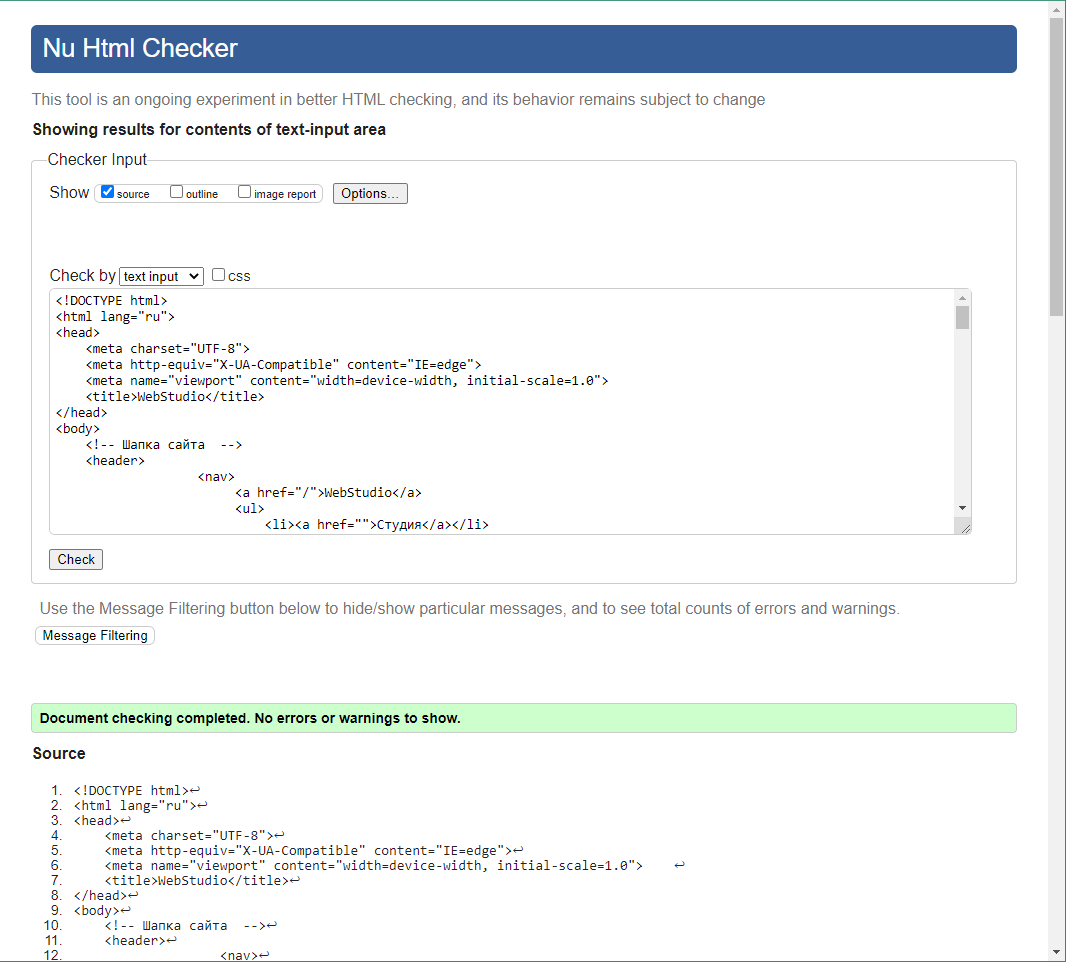 Nu Html Checker
This tool is an ongoing experiment in better HTML checking, and its behavior remains subject to change
Showing results for contents of text-input area
Checker Input
Show source outline image report Options...
Check by text input css
<!DOCTYPE html>
<html lang="ru">
<head>
    <meta charset="UTF-8">
    <meta http-equiv="X-UA-Compatible" content="IE=edge">
    <meta name="viewport" content="width=device-width, initial-scale=1.0">
    <title>WebStudio</title>
</head>
<body>
    <!-- Шапка сайта  -->
    <header>
                   <nav>
                        <a href="/">WebStudio</a>
                        <ul>
                            <li><a href="">Студия</a></li>
Check
Use the Message Filtering button below to hide/show particular messages, and to see total counts of errors and warnings.
Message Filtering
Document checking completed. No errors or warnings to show.
Source
1. <!DOCTYPE html>↩
2. <html lang="ru">↩
3. <head>↩
4.     <meta charset="UTF-8">↩
5.     <meta http-equiv="X-UA-Compatible" content="IE=edge">↩
6.     <meta name="viewport" content="width=device-width, initial-scale=1.0">    ↩
7.     <title>WebStudio</title>↩
8. </head>↩
9. <body>↩
10.     <!-- Шапка сайта  -->↩
11.     <header>↩
12.                    <nav>↩